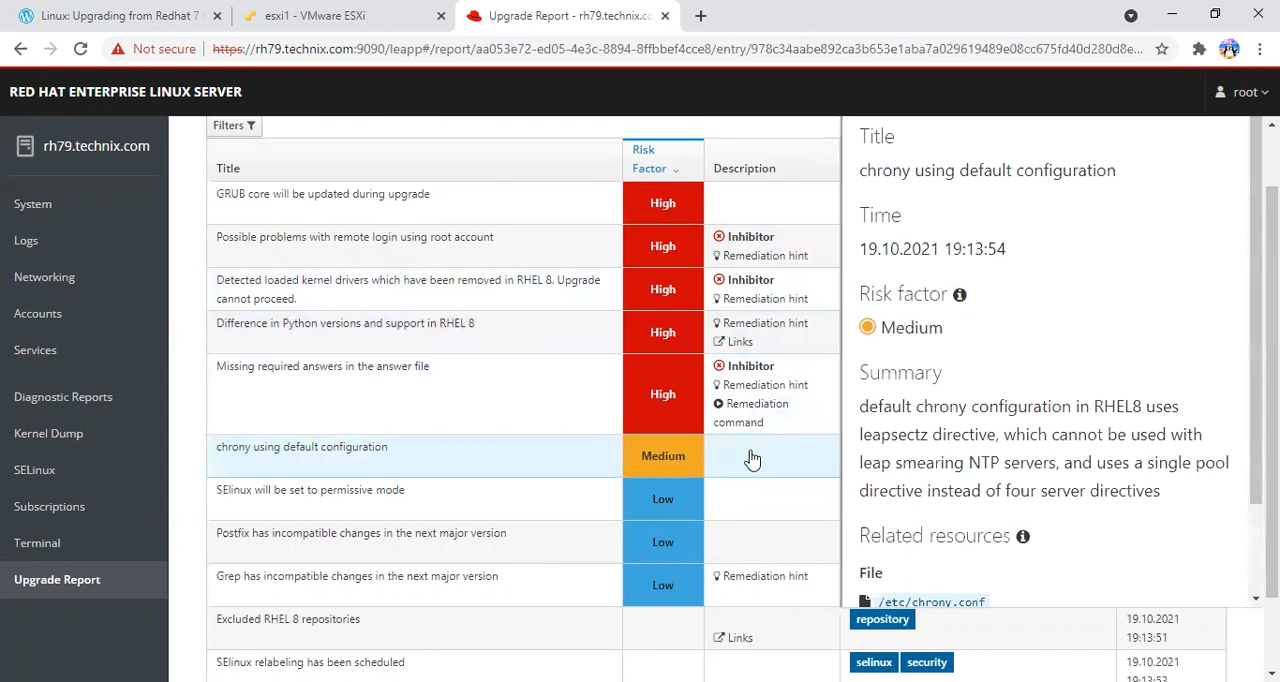 Linux: Upgrading from Redhat 7
esxi1 - VMware ESXi
Upgrade Report - rh79.technix.co
Not secure
https://rh79.technix.com:9090/leapp#/report/aa053e72-ed05-4e3c-8894-8ffbbef4cce8/entry/978c34aabe892ca3b653e1aba7a029619489e08cc675fd40d280d8e...
RED HAT ENTERPRISE LINUX SERVER
root
rh79.technix.com
System
Logs
Networking
Accounts
Services
Diagnostic Reports
Kernel Dump
SELinux
Subscriptions
Terminal
Upgrade Report
Filters
Title
Risk
Factor
Description
GRUB core will be updated during upgrade
High
Possible problems with remote login using root account
High
Inhibitor
Remediation hint
Detected loaded kernel drivers which have been removed in RHEL 8. Upgrade
cannot proceed.
High
Inhibitor
Remediation hint
Difference in Python versions and support in RHEL 8
High
Remediation hint
Links
Missing required answers in the answer file
High
Inhibitor
Remediation hint
Remediation
command
chrony using default configuration
Medium
SElinux will be set to permissive mode
Low
Postfix has incompatible changes in the next major version
Low
Grep has incompatible changes in the next major version
Low
Remediation hint
Excluded RHEL 8 repositories
Links
repository
19.10.2021
19:13:51
SElinux relabeling has been scheduled
selinux
security
19.10.2021
19:13:53
Title
chrony using default configuration
Time
19.10.2021 19:13:54
Risk factor
Medium
Summary
default chrony configuration in RHEL8 uses
leapsectz directive, which cannot be used with
leap smearing NTP servers, and uses a single pool
directive instead of four server directives
Related resources
File
/etc/chrony.conf